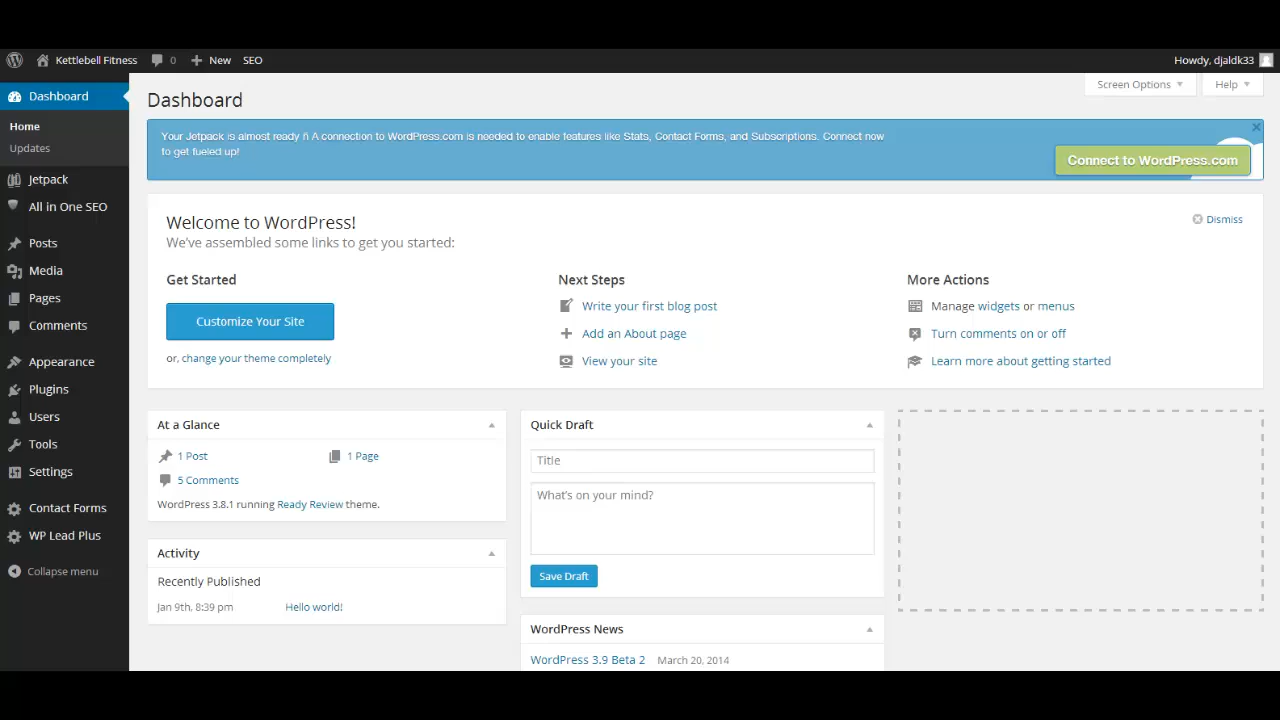 Kettlebell Fitness 0 New SEO Howdy, djaldk33
Dashboard
Home
Updates
Jetpack
All in One SEO
Posts
Media
Pages
Comments
Appearance
Plugins
Users
Tools
Settings
Contact Forms
WP Lead Plus
Collapse menu
Screen Options Help
Dashboard
Your Jetpack is almost ready ñ A connection to WordPress.com is needed to enable features like Stats, Contact Forms, and Subscriptions. Connect now
to get fueled up!
Connect to WordPress.com
Welcome to WordPress!
We've assembled some links to get you started:
Dismiss
Get Started
Customize Your Site
or, change your theme completely
Next Steps
Write your first blog post
Add an About page
View your site
More Actions
Manage widgets or menus
Turn comments on or off
Learn more about getting started
At a Glance
1 Post 1 Page
5 Comments
WordPress 3.8.1 running Ready Review theme.
Activity
Recently Published
Jan 9th, 8:39 pm Hello world!
Quick Draft
Title
What's on your mind?
Save Draft
WordPress News
WordPress 3.9 Beta 2 March 20, 2014